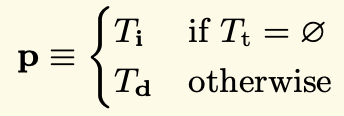 p ≡ { T_i if T_t = ∅
T_d otherwise